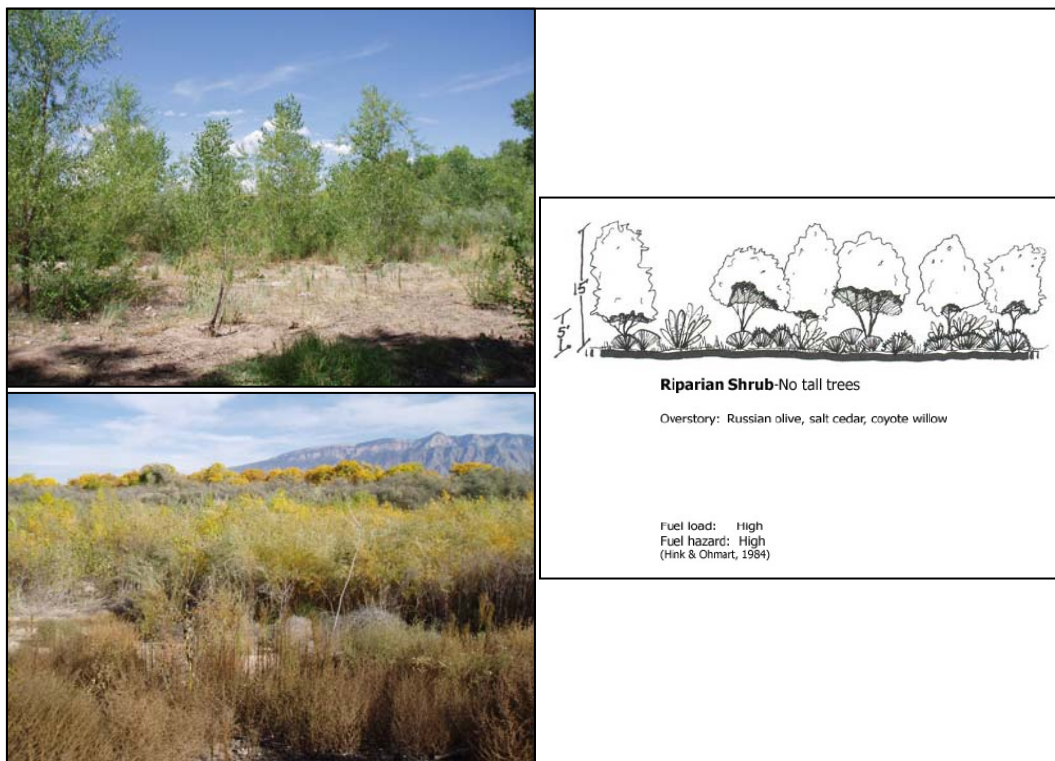 15'
5'
Riparian Shrub-No tall trees
Overstory: Russian olive, salt cedar, coyote willow
Fuel load: High
Fuel hazard: High
(Hink & Ohmart, 1984)